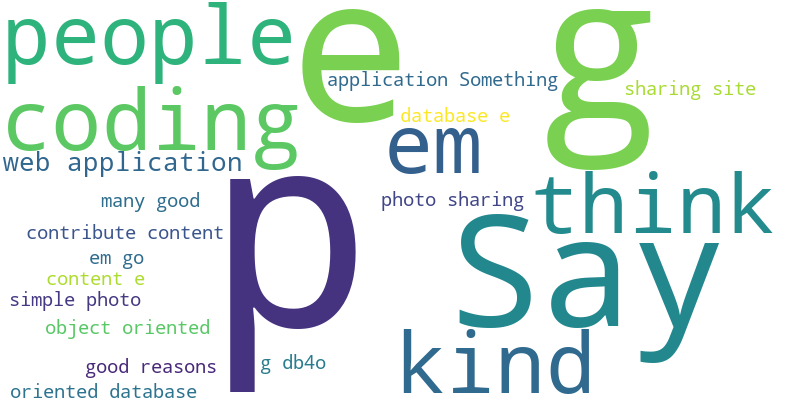 people
e
g
application Something
sharing site
coding
database e
em
web application
p
many good
photo sharing
think
say
contribute content
em go
content e
simple photo
object oriented
kind
good reasons
g db4o
oriented database